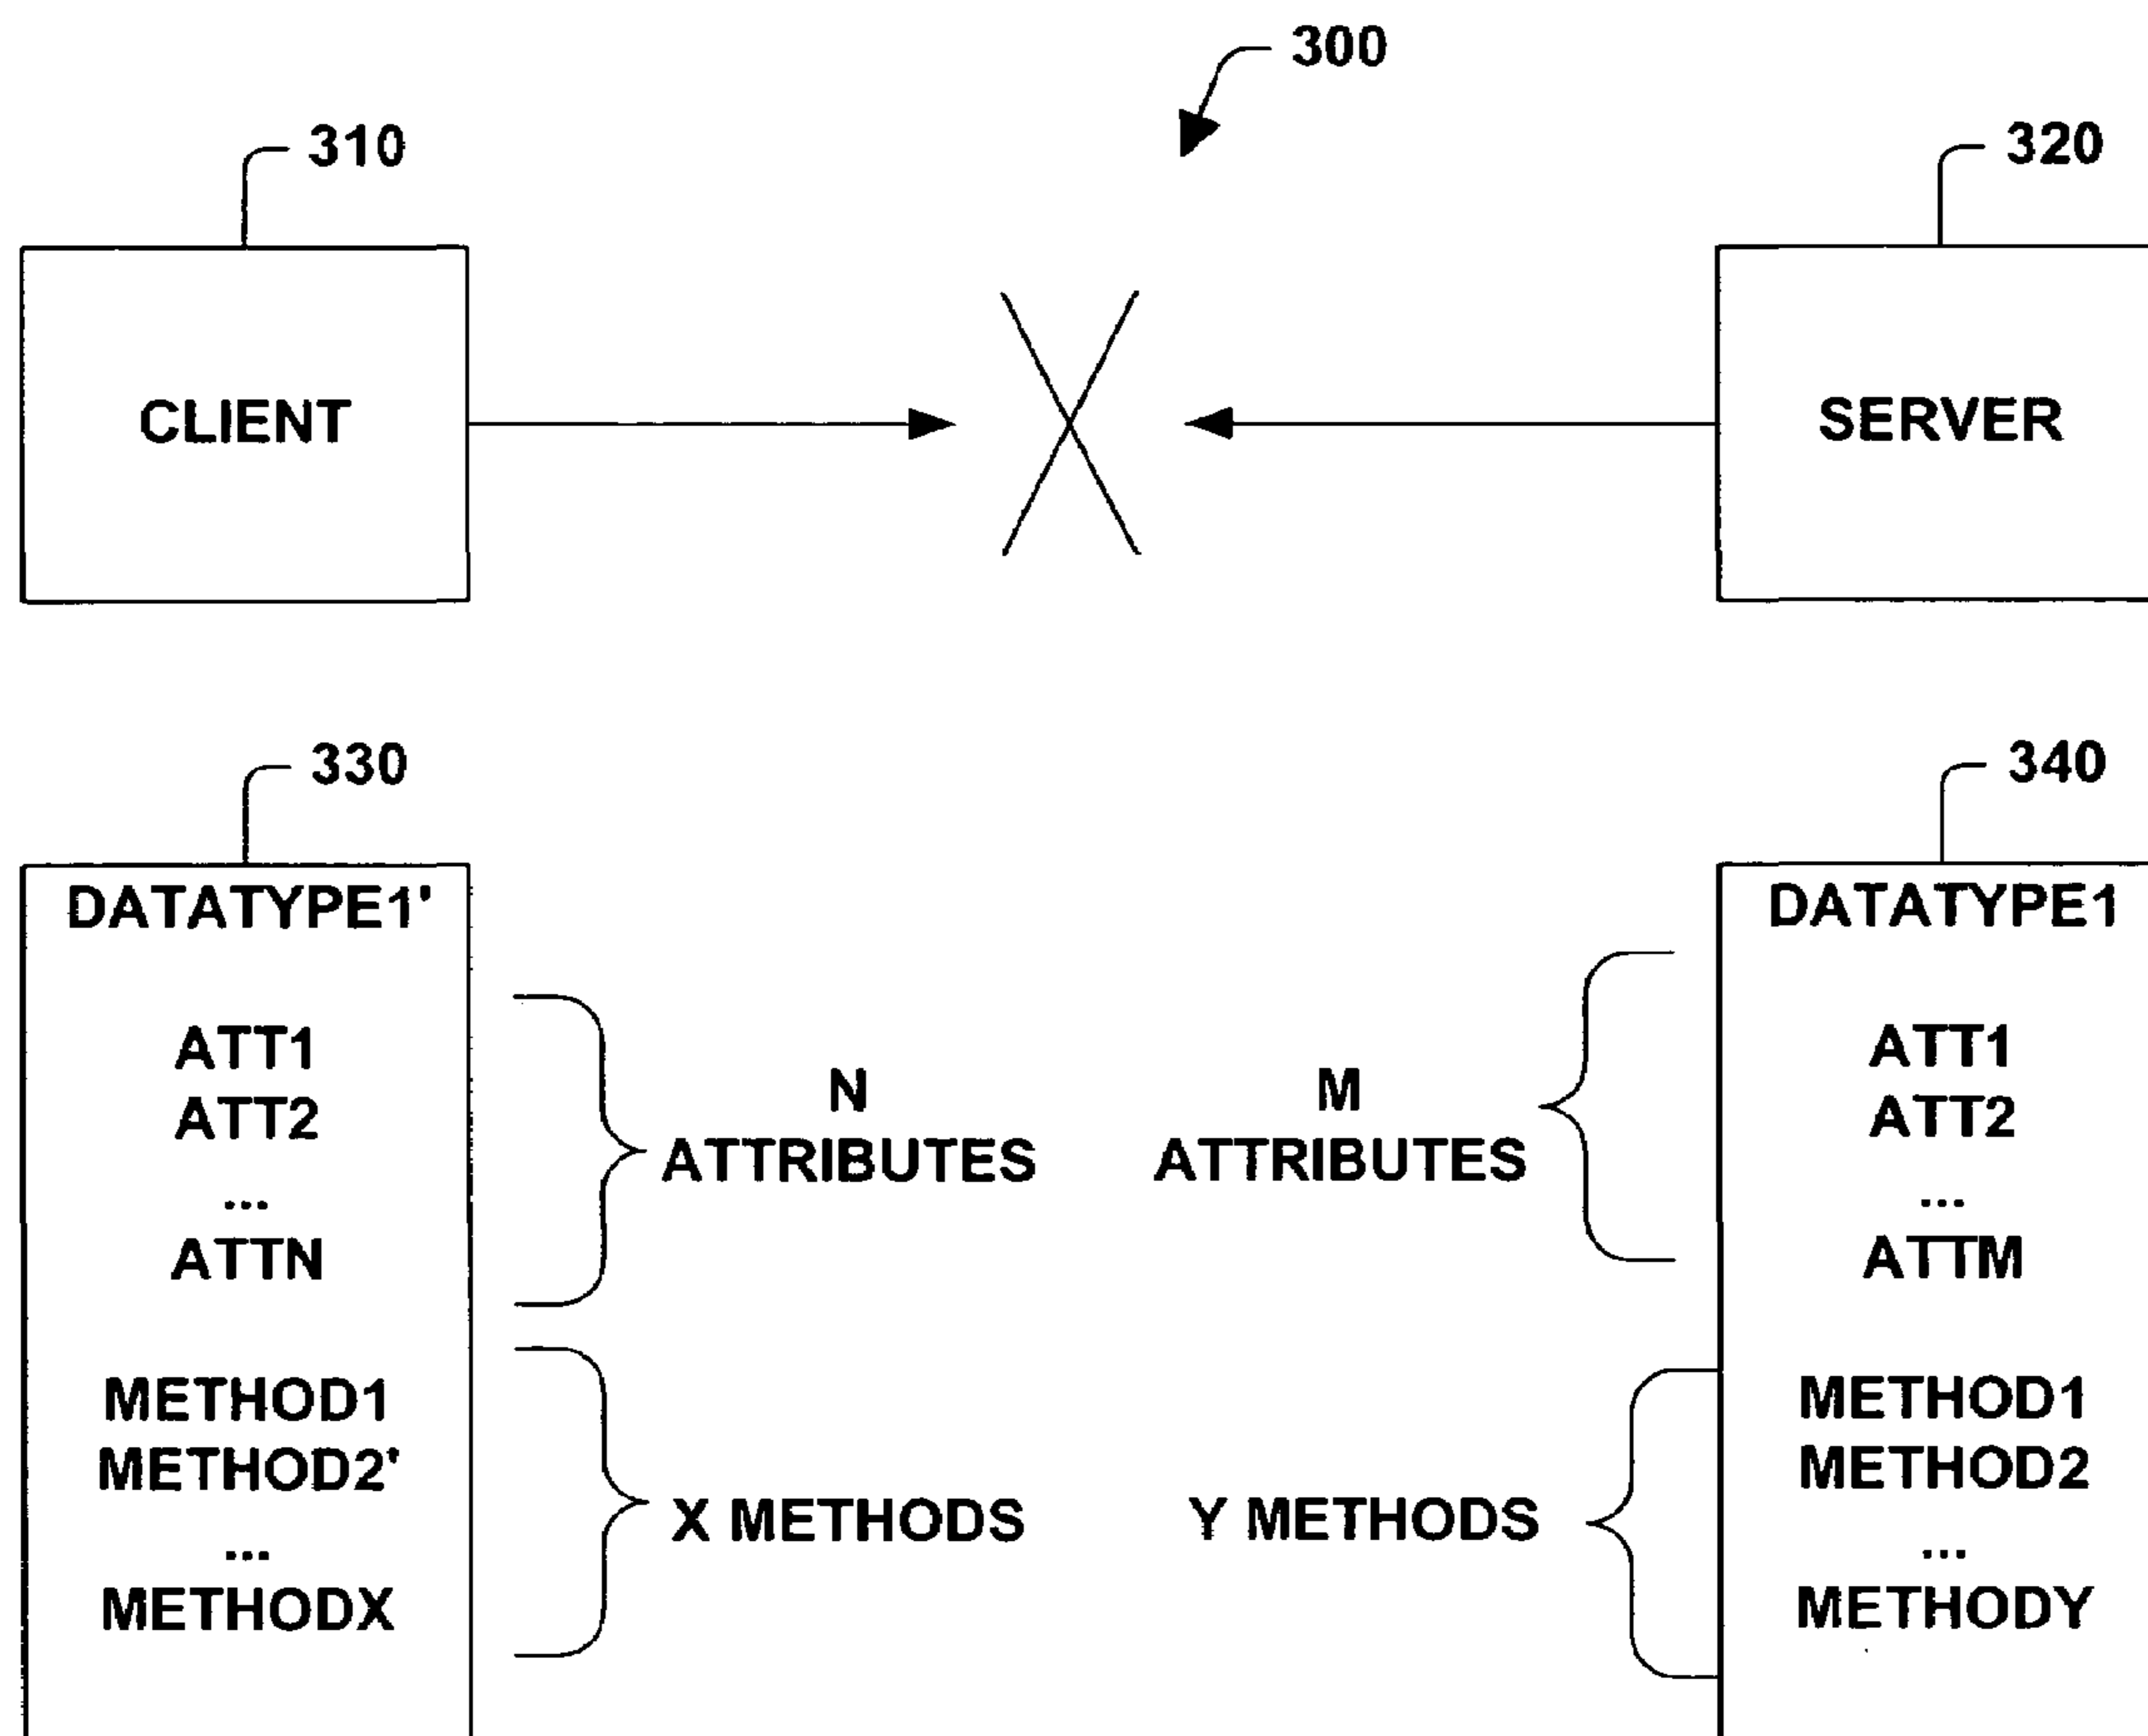 300
310
320
CLIENT
SERVER
330
340
DATATYPE1'
ATT1
ATT2
...
ATTN
METHOD1
METHOD2'
...
METHODX
N
ATTRIBUTES
X METHODS
M
ATTRIBUTES
Y METHODS
DATATYPE1
ATT1
ATT2
...
ATTM
METHOD1
METHOD2
...
METHODY